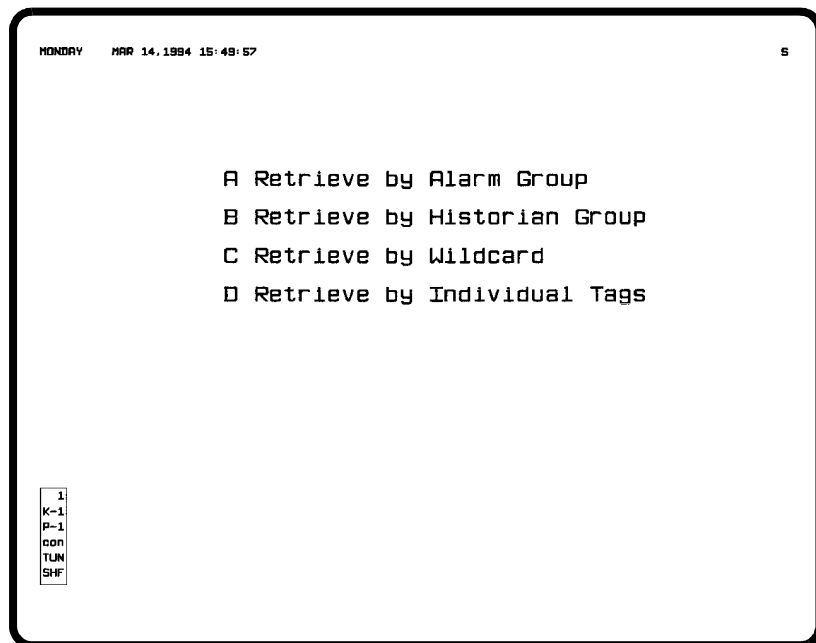 MONDAY MAR 14,1994 15:49:57 S
A Retrieve by Alarm Group
B Retrieve by Historian Group
C Retrieve by Wildcard
D Retrieve by Individual Tags
1
K-1
P-1
con
TUN
SHF